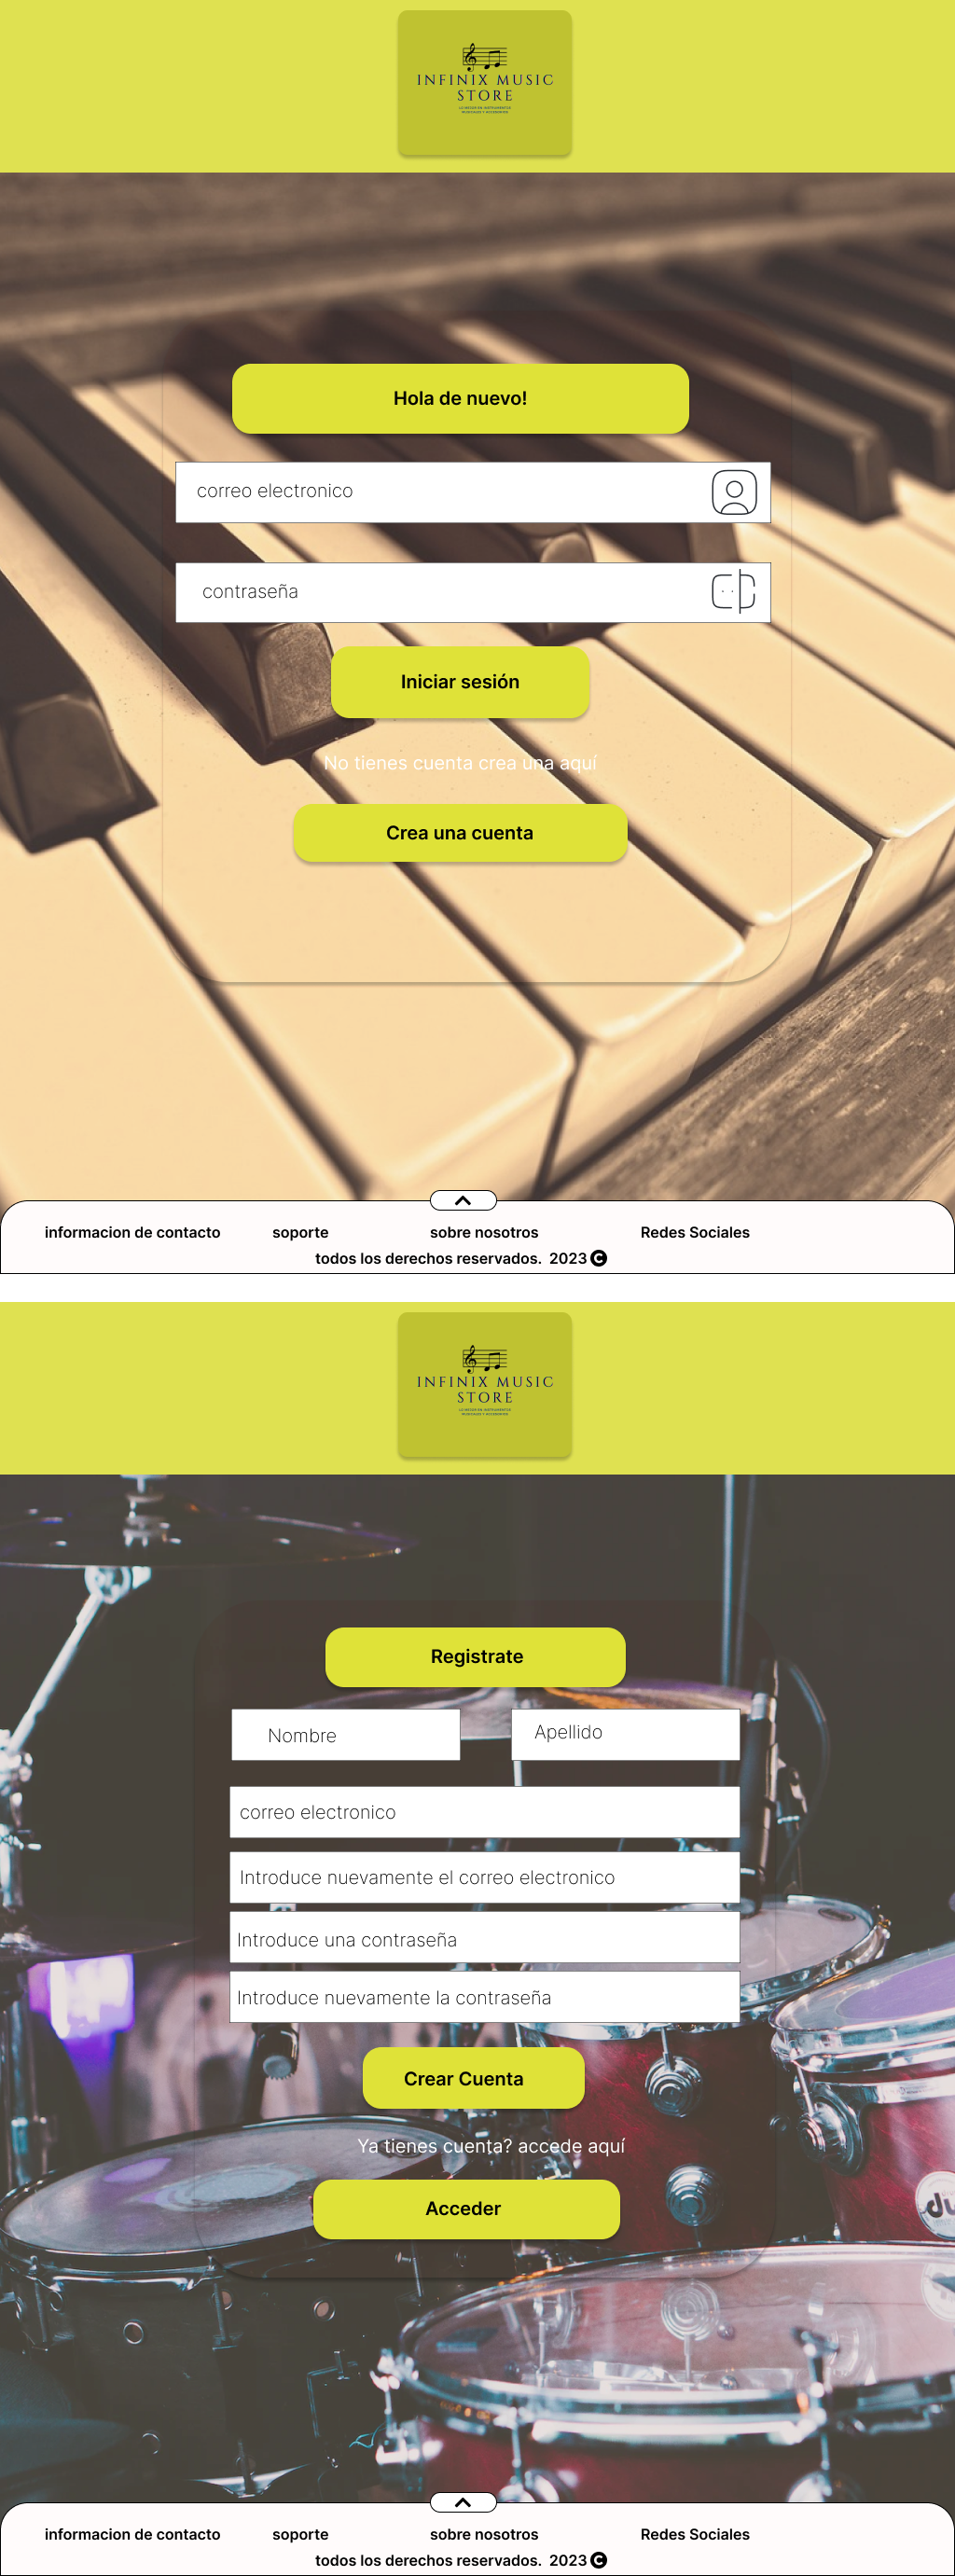 INFINIX MUSIC
STORE
Hola de nuevo!
correo electronico
contraseña
Iniciar sesión
No tienes cuenta crea una aquí
Crea una cuenta
informacion de contacto soporte sobre nosotros Redes Sociales
todos los derechos reservados. 2023
INFINIX MUSIC
STORE
Registrate
Nombre Apellido
correo electronico
Introduce nuevamente el correo electronico
Introduce una contraseña
Introduce nuevamente la contraseña
Crear Cuenta
Ya tienes cuenta? accede aquí
Acceder
informacion de contacto soporte sobre nosotros Redes Sociales
todos los derechos reservados. 2023